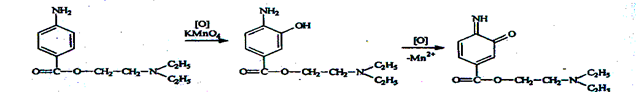 NH₂ NH₂ NH
[O] OH [O] O
KMnO₄ -Mn²⁺
O=C-O-CH₂-CH₂-N C₂H₅ C₂H₅
O=C-O-CH₂-CH₂-N C₂H₅ C₂H₅
O=C-O-CH₂-CH₂-N C₂H₅ C₂H₅